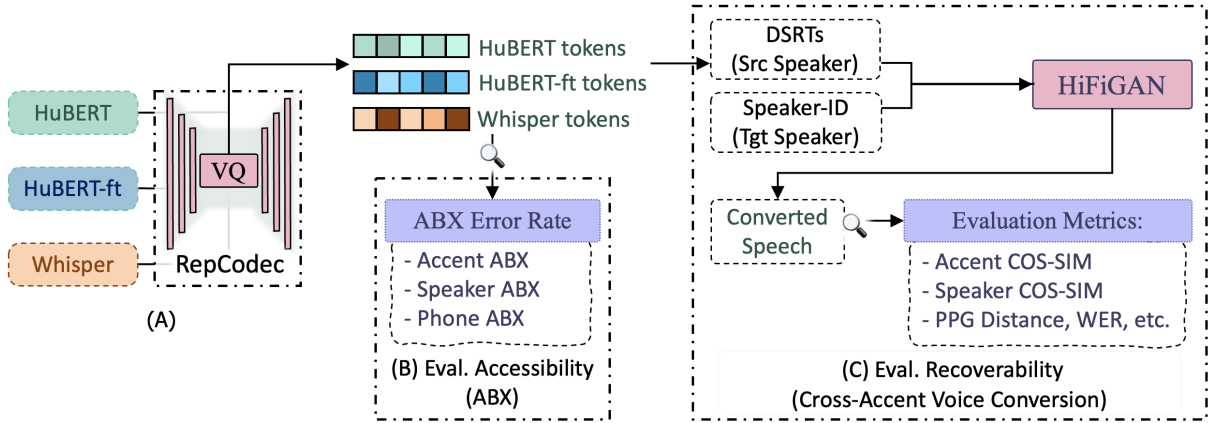 HuBERT
HuBERT-ft
Whisper
VQ
RepCodec
(A)
HuBERT tokens
HuBERT-ft tokens
Whisper tokens
ABX Error Rate
- Accent ABX
- Speaker ABX
- Phone ABX
(B) Eval. Accessibility
(ABX)
DSRTs
(Src Speaker)
Speaker-ID
(Tgt Speaker)
HiFiGAN
Converted
Speech
Evaluation Metrics:
- Accent COS-SIM
- Speaker COS-SIM
- PPG Distance, WER, etc.
(C) Eval. Recoverability
(Cross-Accent Voice Conversion)